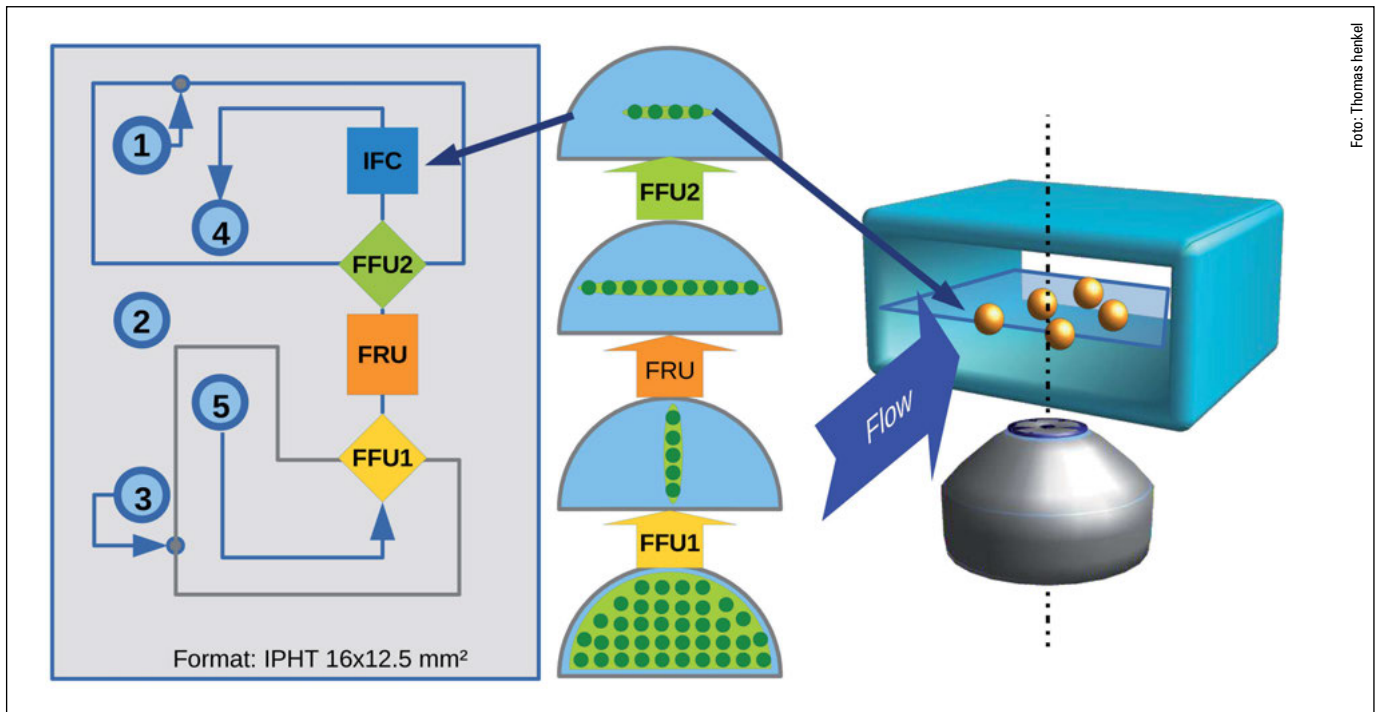 Foto: Thomas henkel
1
IFC
4
FFU2
2
FRU
5
FFU1
3
Format: IPHT 16x12.5 mm²
FFU2
FRU
FFU1
Flow